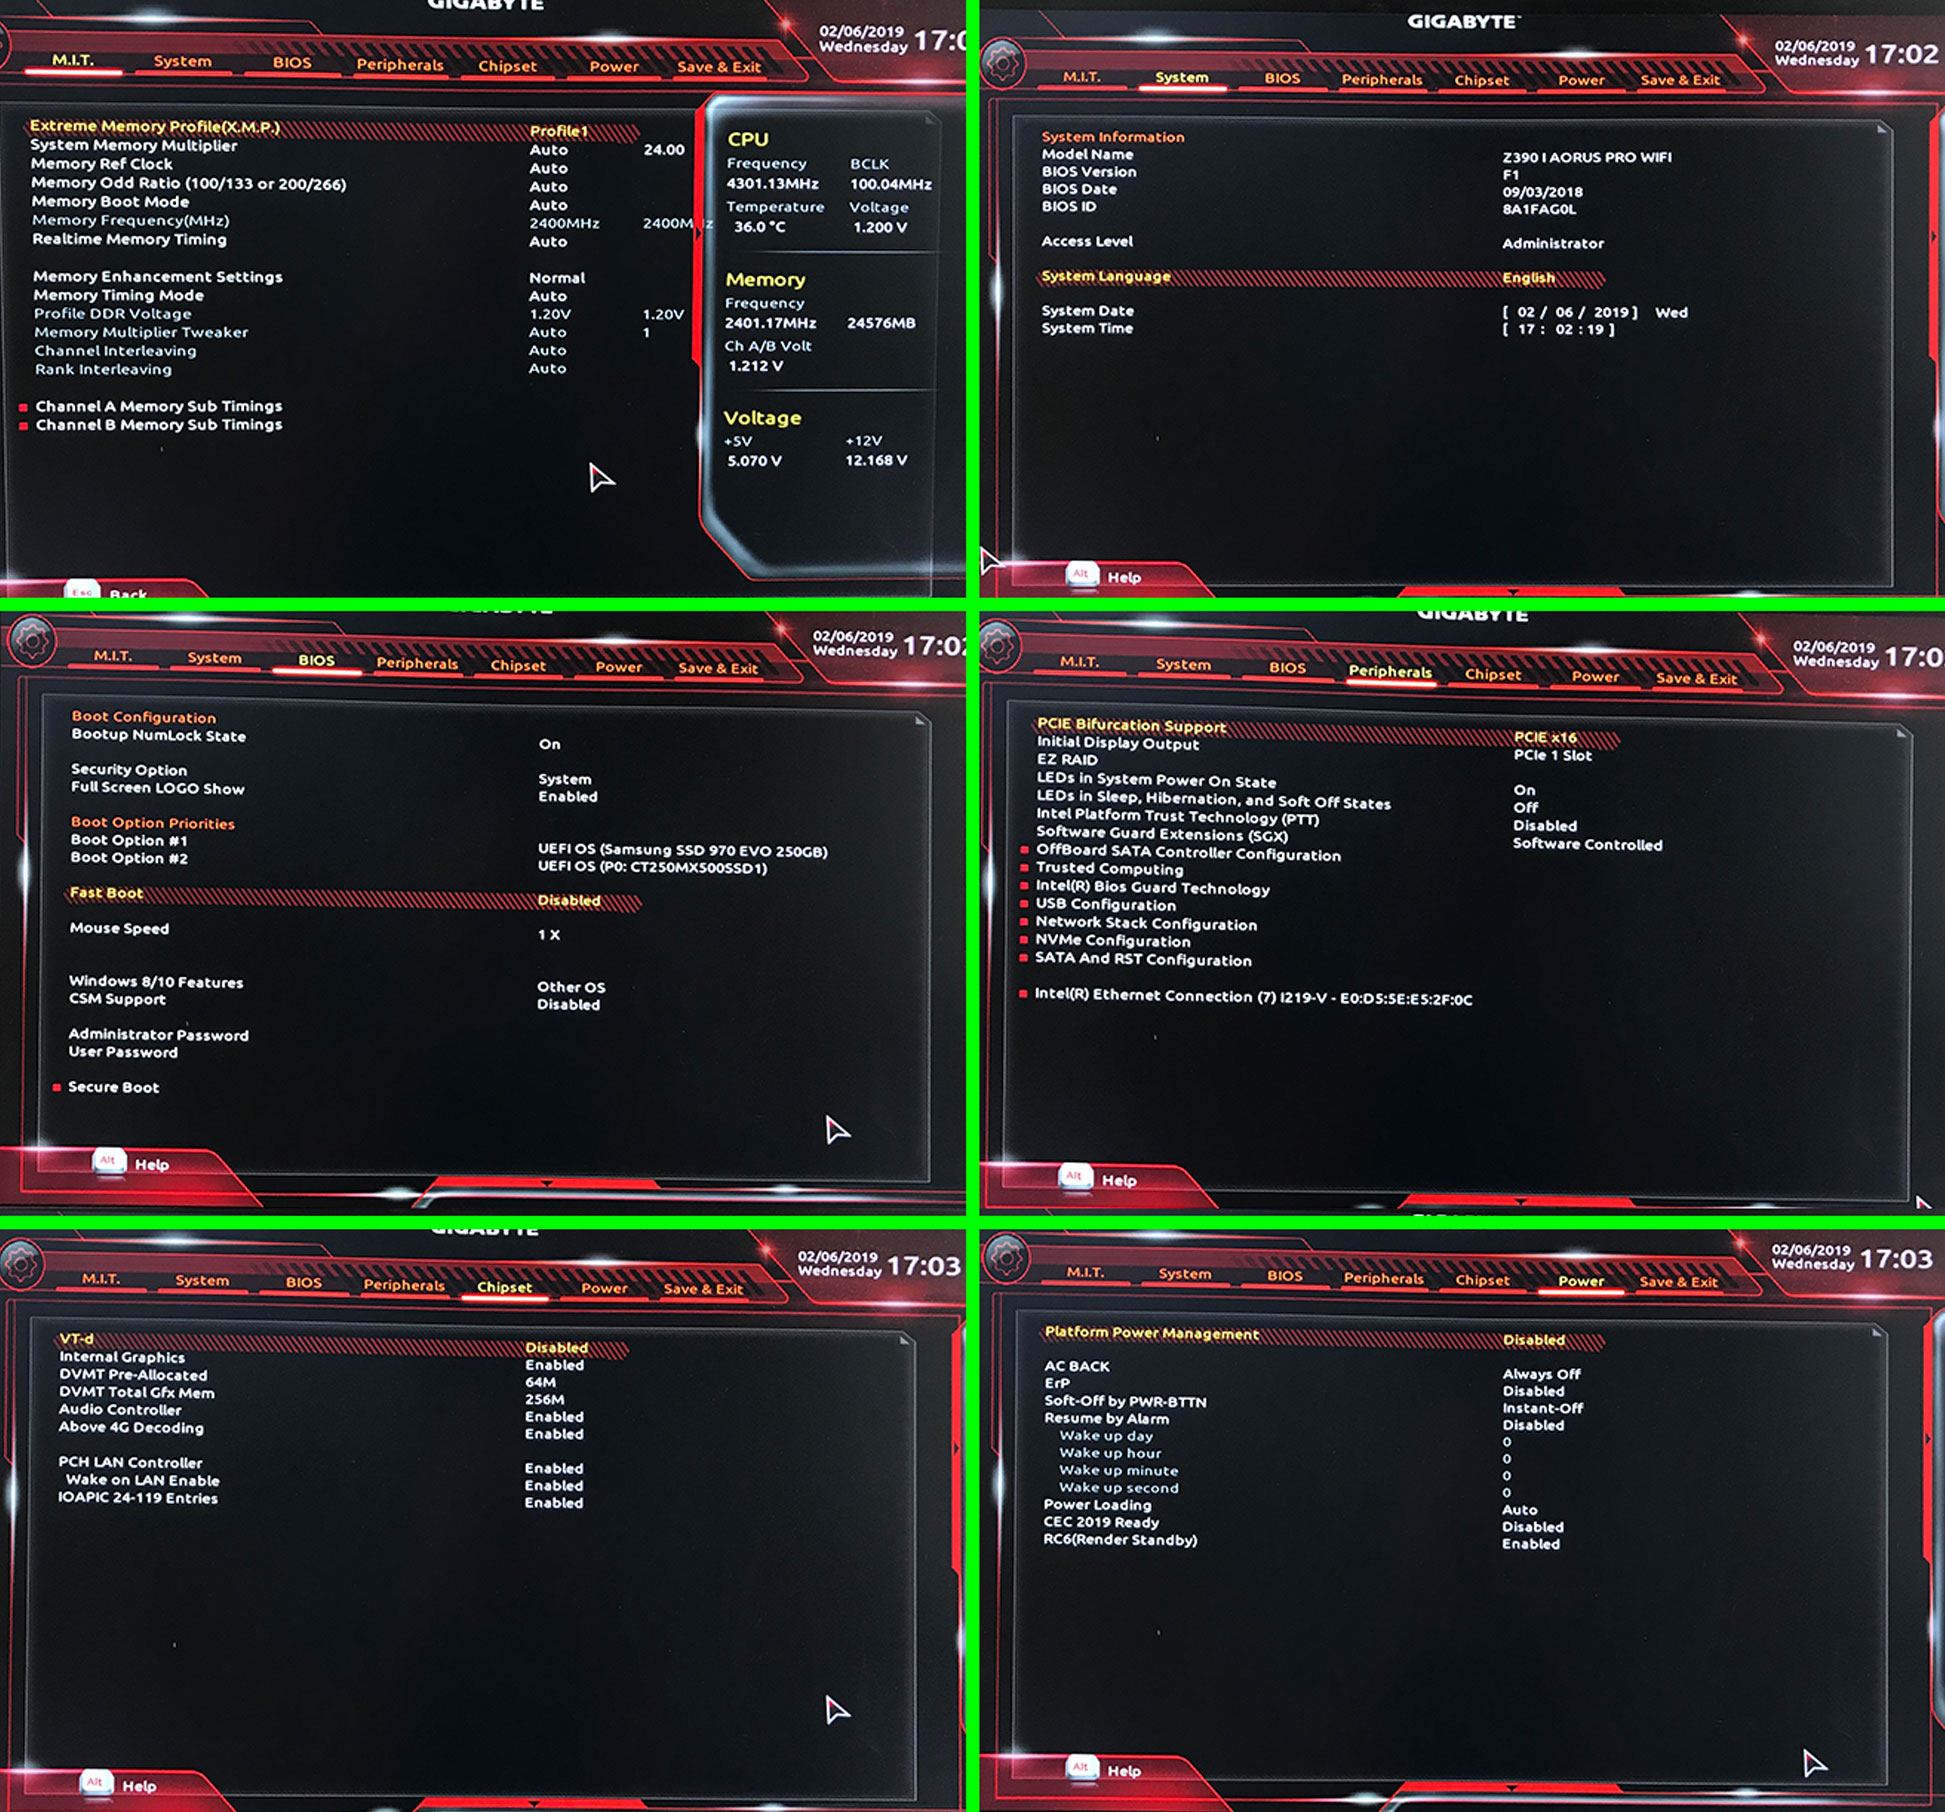 GIGABYTE
02/06/2019
Wednesday 17:0
M.I.T. System BIOS Peripherals Chipset Power Save & Exit
Extreme Memory Profile(X.M.P.) Profile1
System Memory Multiplier Auto 24.00
Memory Ref Clock Auto
Memory Odd Ratio (100/133 or 200/266) Auto
Memory Boot Mode Auto
Memory Frequency(MHz) 2400MHz 2400M z
Realtime Memory Timing Auto
Memory Enhancement Settings Normal
Memory Timing Mode Auto
Profile DDR Voltage 1.20V 1.20V
Memory Multiplier Tweaker Auto 1
Channel Interleaving Auto
Rank Interleaving Auto
Channel A Memory Sub Timings
Channel B Memory Sub Timings
CPU
Frequency BCLK
4301.13MHz 100.04MHz
Temperature Voltage
36.0 °C 1.200 V
Memory
Frequency
2401.17MHz 24576MB
Ch A/B Volt
1.212 V
Voltage
+5V +12V
5.070 V 12.168 V
Esc Back
GIGABYTE
02/06/2019
Wednesday 17:02
M.I.T. System BIOS Peripherals Chipset Power Save & Exit
System Information
Model Name Z390 I AORUS PRO WIFI
BIOS Version F1
BIOS Date 09/03/2018
BIOS ID 8A1FAG0L
Access Level Administrator
System Language English
System Date [ 02 / 06 / 2019 ] Wed
System Time [ 17 : 02 : 19 ]
Alt Help
GIGABYTE
02/06/2019
Wednesday 17:02
M.I.T. System BIOS Peripherals Chipset Power Save & Exit
Boot Configuration
Bootup NumLock State On
Security Option System
Full Screen LOGO Show Enabled
Boot Option Priorities
Boot Option #1 UEFI OS (Samsung SSD 970 EVO 250GB)
Boot Option #2 UEFI OS (P0: CT250MX500SSD1)
Fast Boot Disabled
Mouse Speed 1 X
Windows 8/10 Features Other OS
CSM Support Disabled
Administrator Password
User Password
Secure Boot
Alt Help
GIGABYTE
02/06/2019
Wednesday 17:0
M.I.T. System BIOS Peripherals Chipset Power Save & Exit
PCIE Bifurcation Support PCIE x16
Initial Display Output PCIe 1 Slot
EZ RAID
LEDs in System Power On State On
LEDs in Sleep, Hibernation, and Soft Off States Off
Intel Platform Trust Technology (PTT) Disabled
Software Guard Extensions (SGX) Software Controlled
OffBoard SATA Controller Configuration
Trusted Computing
Intel(R) Bios Guard Technology
USB Configuration
Network Stack Configuration
NVMe Configuration
SATA And RST Configuration
Intel(R) Ethernet Connection (7) I219-V - E0:D5:5E:E5:2F:0C
Alt Help
GIGABYTE
02/06/2019
Wednesday 17:03
M.I.T. System BIOS Peripherals Chipset Power Save & Exit
VT-d Disabled
Internal Graphics Enabled
DVMT Pre-Allocated 64M
DVMT Total Gfx Mem 256M
Audio Controller Enabled
Above 4G Decoding Enabled
PCH LAN Controller Enabled
Wake on LAN Enable Enabled
IOAPIC 24-119 Entries Enabled
Alt Help
02/06/2019
Wednesday 17:03
M.I.T. System BIOS Peripherals Chipset Power Save & Exit
Platform Power Management Disabled
AC BACK Always Off
ErP Disabled
Soft-Off by PWR-BTTN Instant-Off
Resume by Alarm Disabled
Wake up day 0
Wake up hour 0
Wake up minute 0
Wake up second 0
Power Loading Auto
CEC 2019 Ready Disabled
RC6(Render Standby) Enabled
Alt Help